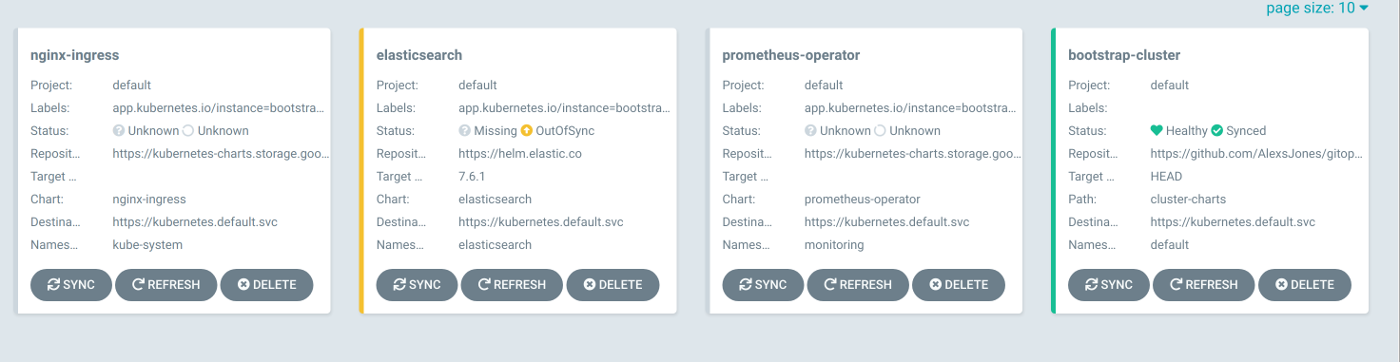 page size: 10
nginx-ingress
Project: default
Labels: app.kubernetes.io/instance=bootstra...
Status: Unknown Unknown
Reposit... https://kubernetes-charts.storage.goo...
Target ...
Chart: nginx-ingress
Destina... https://kubernetes.default.svc
Names... kube-system
SYNC REFRESH DELETE
elasticsearch
Project: default
Labels: app.kubernetes.io/instance=bootstra...
Status: Missing OutOfSync
Reposit... https://helm.elastic.co
Target ... 7.6.1
Chart: elasticsearch
Destina... https://kubernetes.default.svc
Names... elasticsearch
SYNC REFRESH DELETE
prometheus-operator
Project: default
Labels: app.kubernetes.io/instance=bootstra...
Status: Unknown Unknown
Reposit... https://kubernetes-charts.storage.goo...
Target ...
Chart: prometheus-operator
Destina... https://kubernetes.default.svc
Names... monitoring
SYNC REFRESH DELETE
bootstrap-cluster
Project: default
Labels:
Status: Healthy Synced
Reposit... https://github.com/AlexsJones/gitop...
Target ... HEAD
Path: cluster-charts
Destina... https://kubernetes.default.svc
Names... default
SYNC REFRESH DELETE